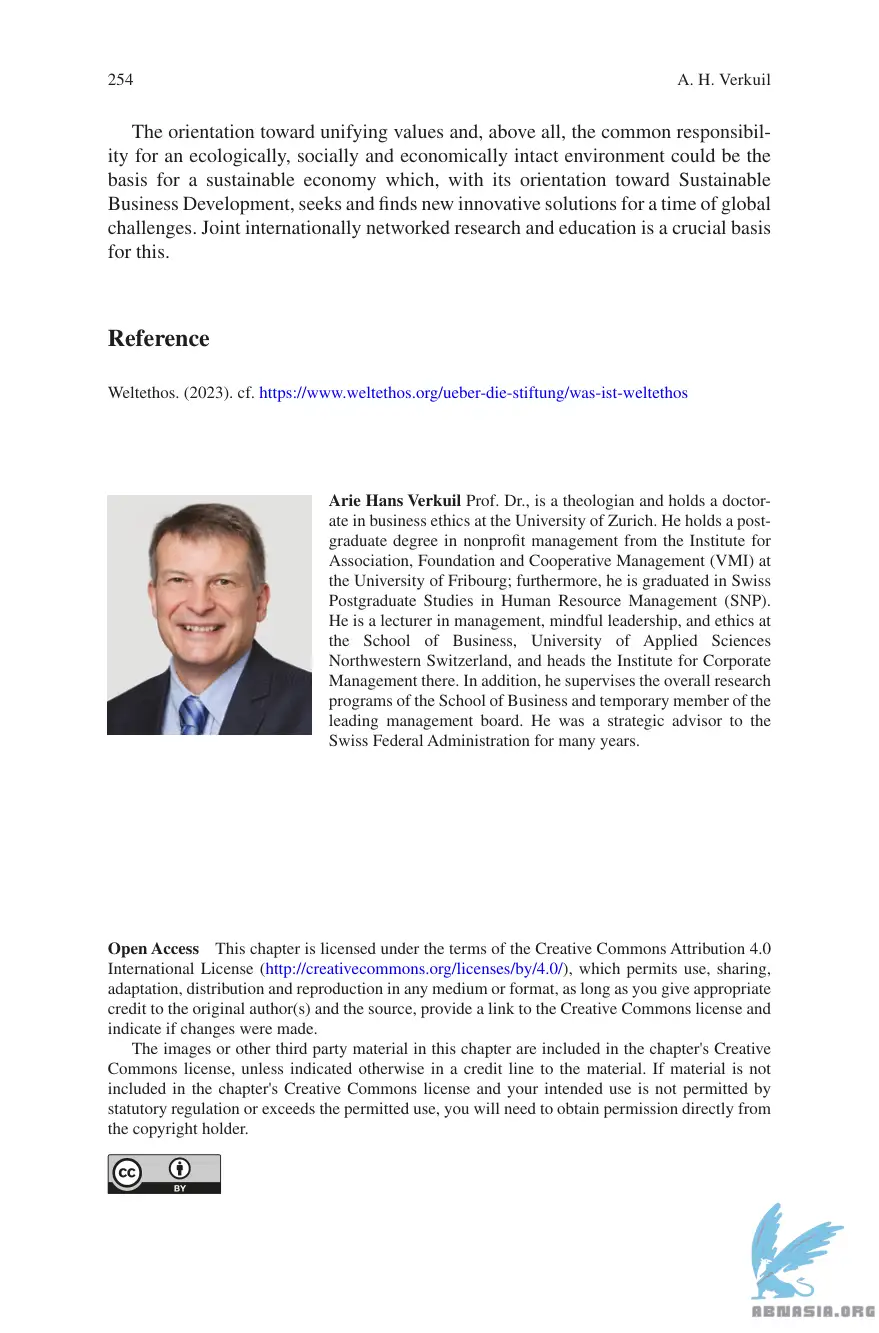 254
A. H. Verkuil
The orientation toward unifying values and, above all, the common responsibil-
ity for an ecologically, socially and economically intact environment could be the
basis for a sustainable economy which, with its orientation toward Sustainable
Business Development, seeks and finds new innovative solutions for a time of global
challenges. Joint internationally networked research and education is a crucial basis
for this.
Reference
Weltethos. (2023). cf. https://www.weltethos.org/ueber-die-stiftung/was-ist-weltethos
Arie Hans Verkuil Prof. Dr., is a theologian and holds a doctor-
ate in business ethics at the University of Zurich. He holds a post-
graduate degree in nonprofit management from the Institute for
Association, Foundation and Cooperative Management (VMI) at
the University of Fribourg; furthermore, he is graduated in Swiss
Postgraduate Studies in Human Resource Management (SNP).
He is a lecturer in management, mindful leadership, and ethics at
the School of Business, University of Applied Sciences
Northwestern Switzerland, and heads the Institute for Corporate
Management there. In addition, he supervises the overall research
programs of the School of Business and temporary member of the
leading management board. He was a strategic advisor to the
Swiss Federal Administration for many years.
Open Access This chapter is licensed under the terms of the Creative Commons Attribution 4.0
International License (http://creativecommons.org/licenses/by/4.0/), which permits use, sharing,
adaptation, distribution and reproduction in any medium or format, as long as you give appropriate
credit to the original author(s) and the source, provide a link to the Creative Commons license and
indicate if changes were made.
The images or other third party material in this chapter are included in the chapter's Creative
Commons license, unless indicated otherwise in a credit line to the material. If material is not
included in the chapter's Creative Commons license and your intended use is not permitted by
statutory regulation or exceeds the permitted use, you will need to obtain permission directly from
the copyright holder.
cc
BY
ABNASIA.ORG